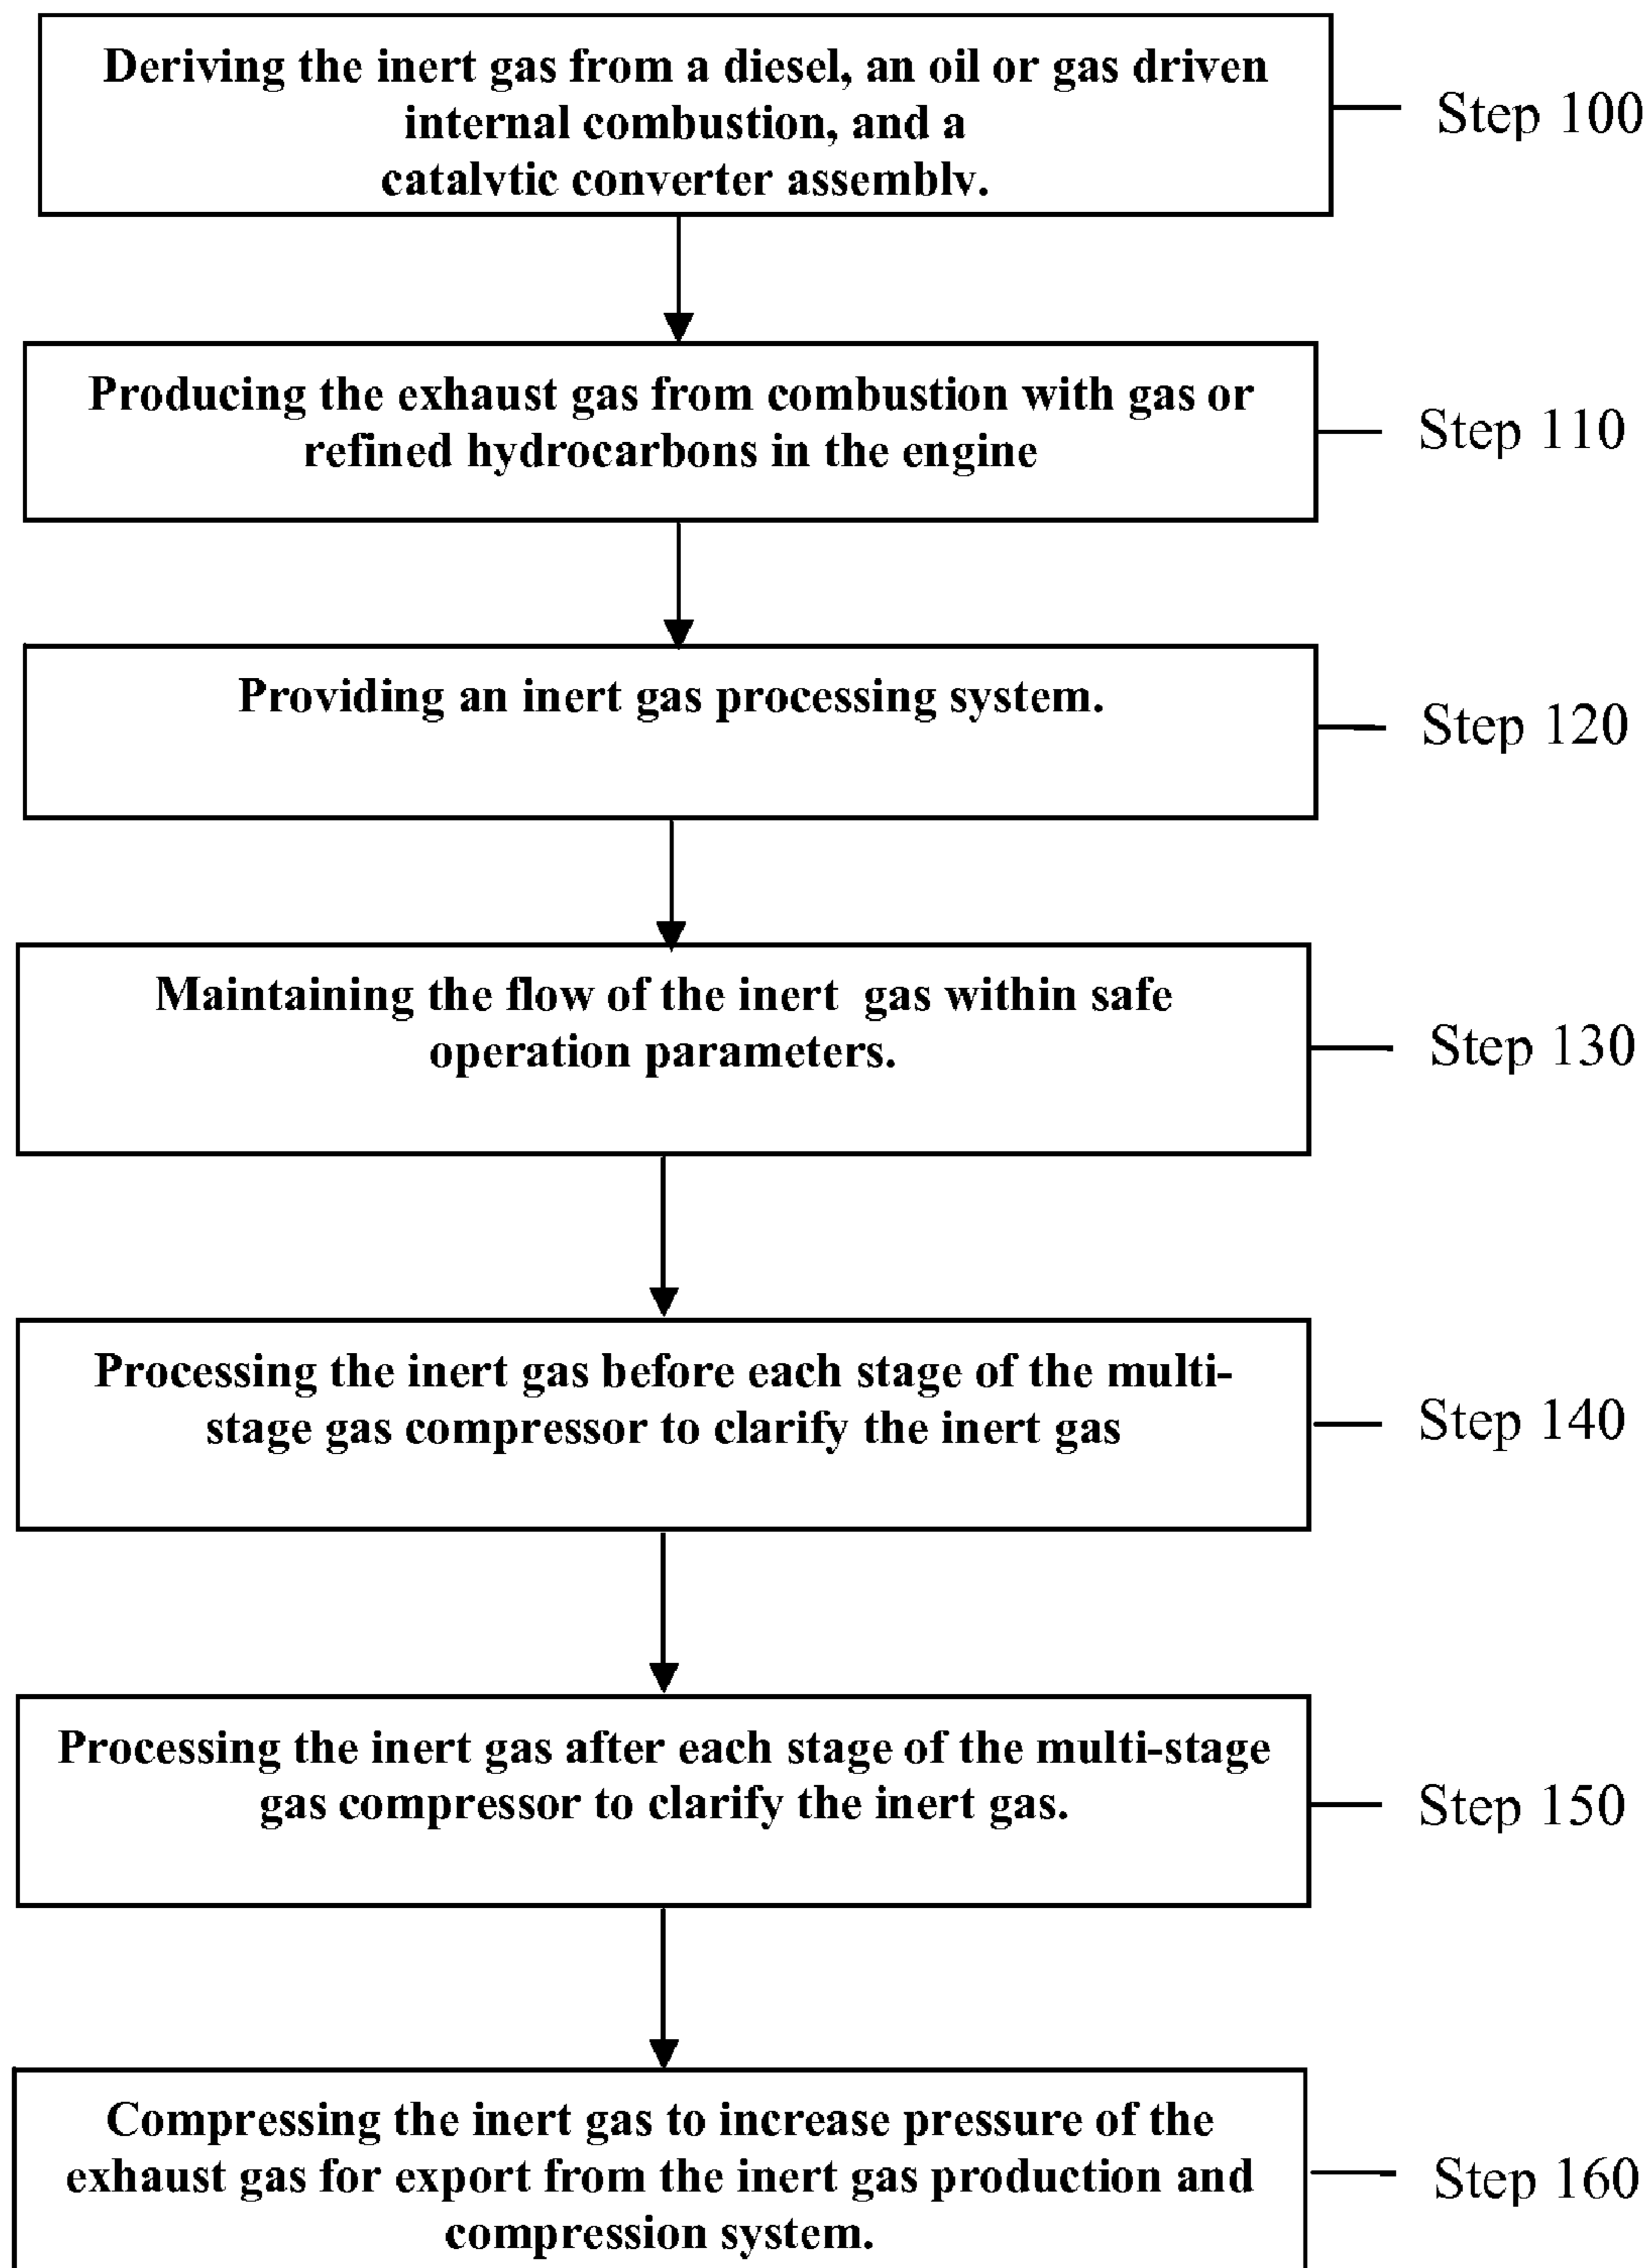 Deriving the inert gas from a diesel, an oil or gas driven
internal combustion, and a
catalytic converter assembly.
Step 100
Producing the exhaust gas from combustion with gas or
refined hydrocarbons in the engine
Step 110
Providing an inert gas processing system.
Step 120
Maintaining the flow of the inert gas within safe
operation parameters.
Step 130
Processing the inert gas before each stage of the multi-
stage gas compressor to clarify the inert gas
Step 140
Processing the inert gas after each stage of the multi-stage
gas compressor to clarify the inert gas.
Step 150
Compressing the inert gas to increase pressure of the
exhaust gas for export from the inert gas production and
compression system.
Step 160